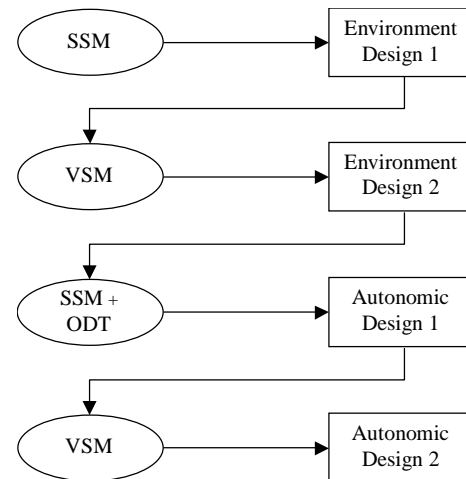 SSM
Environment
Design 1
VSM
Environment
Design 2
SSM +
ODT
Autonomic
Design 1
VSM
Autonomic
Design 2